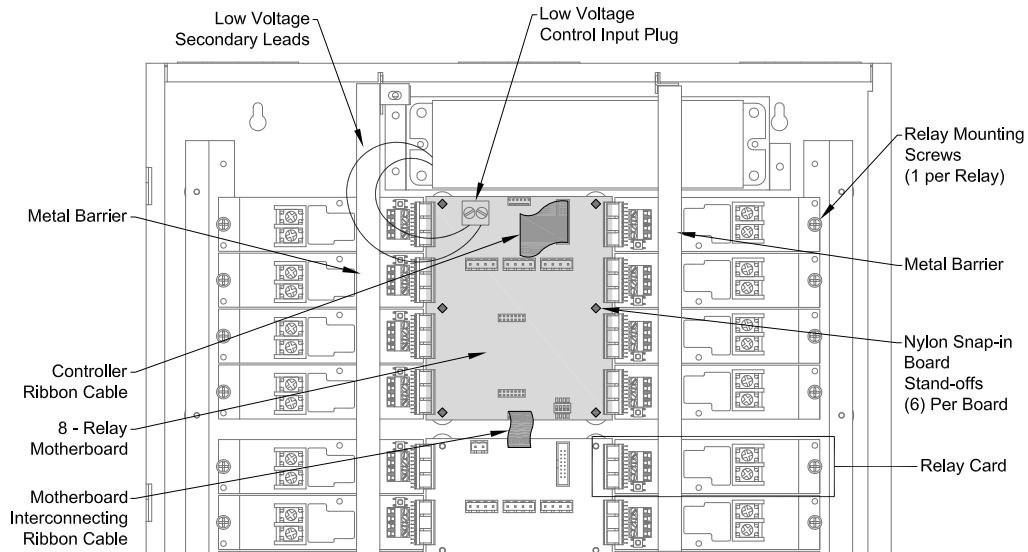 Low Voltage
Secondary Leads
Low Voltage
Control Input Plug
Relay Mounting
Screws
(1 per Relay)
Metal Barrier
Metal Barrier
Nylon Snap-in
Board
Stand-offs
(6) Per Board
Controller
Ribbon Cable
8 - Relay
Motherboard
Relay Card
Motherboard
Interconnecting
Ribbon Cable